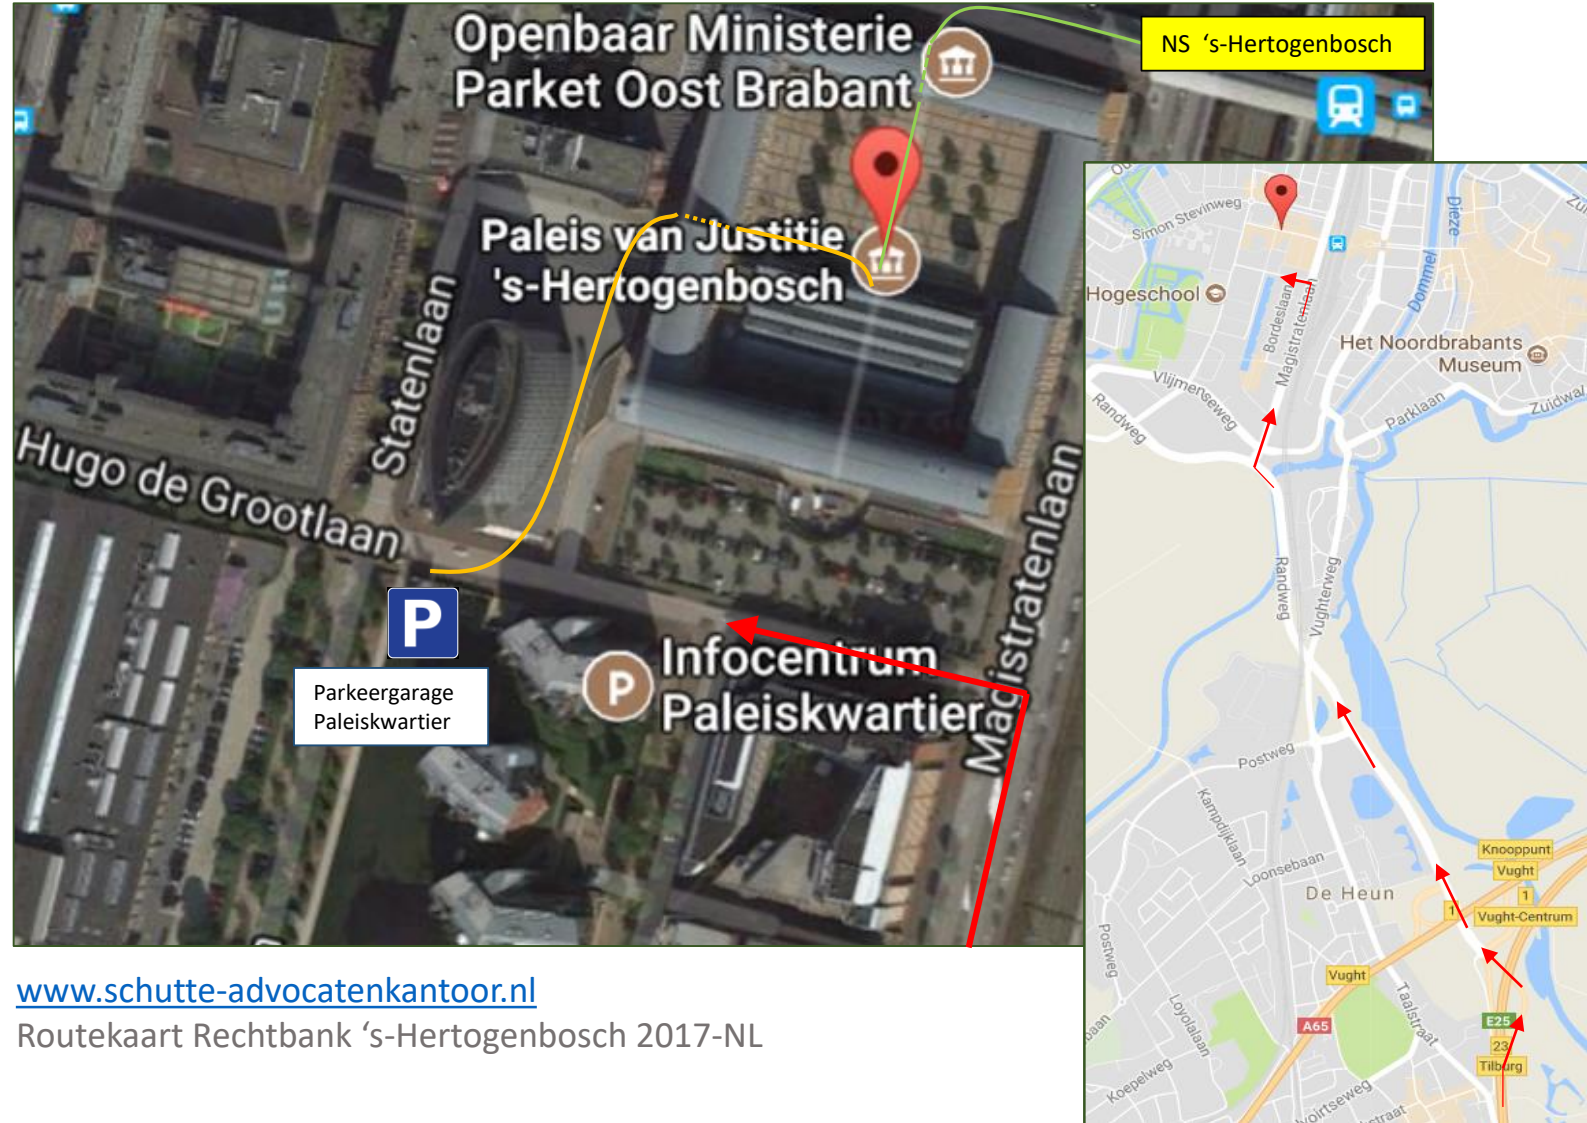 Openbaar Ministerie
Parket Oost Brabant
NS ‘s-Hertogenbosch
Paleis van Justitie
's-Hertogenbosch
Statenlaan
Hugo de Grootlaan
Magistratenlaan
P
Parkeergarage
Paleiskwartier
P
Infocentrum
Paleiskwartier
www.schutte-advocatenkantoor.nl
Routekaart Rechtbank ‘s-Hertogenbosch 2017-NL
Simon Stevinweg
Dieze
Dommel
Hogeschool
Bordeslaan
Magistratenlaan
Het Noordbrabants
Museum
Vlijmenseweg
Randweg
Parklaan
Zuidwal
Randweg
Vughterweg
Postweg
Kampdijklaan
Loonsebaan
De Heun
Knooppunt
Vught
1
1
Vught-Centrum
Postweg
Vught
Loyolalaan
Taalstraat
A65
E25
23
Tilburg
Koepelweg
voirtseweg
straat